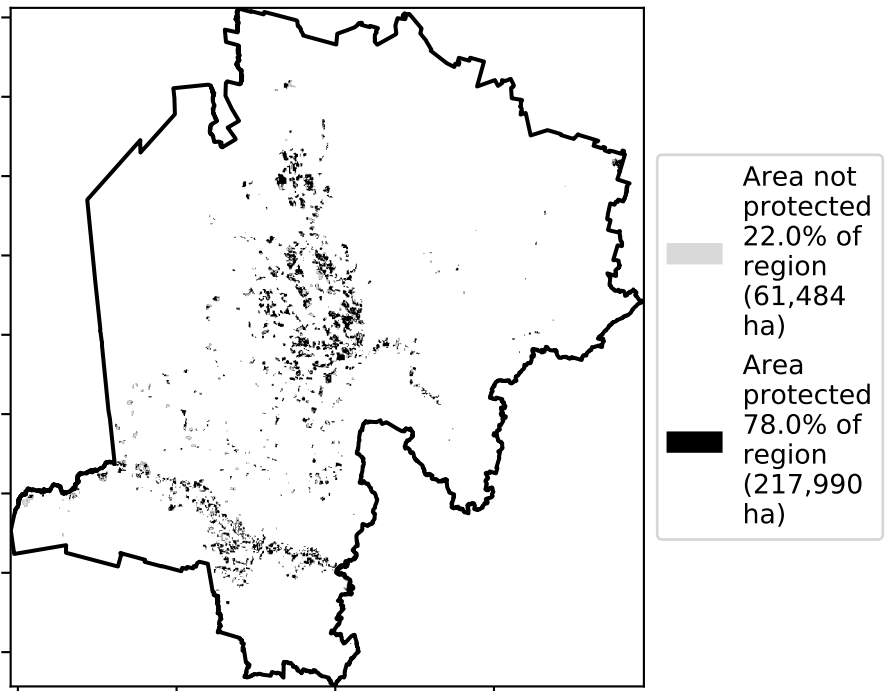 Area not
protected
22.0% of
region
(61,484
ha)
Area
protected
78.0% of
region
(217,990
ha)